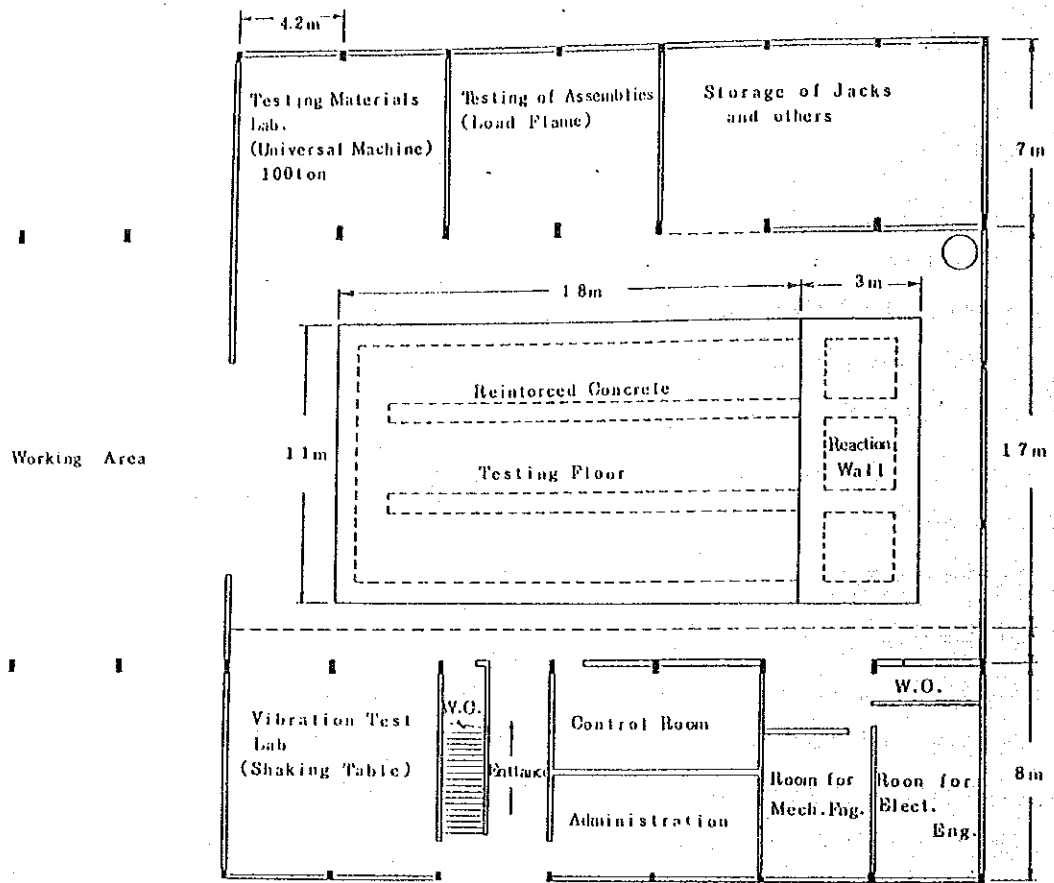 4.2m
Testing Materials
Lab.
(Universal Machine)
100ton
Testing of Assemblies
(Load Flame)
Storage of Jacks
and others
7m
18m
3m
Reintorced Concrete
Working Area
11m
Testing Floor
Reaction
Wall
17m
Vibration Test
Lab
(Shaking Table)
W.O.
Entlance
Control Room
Administration
W.O.
Room for
Mech.Eng.
Room for
Elect.
Eng.
8m